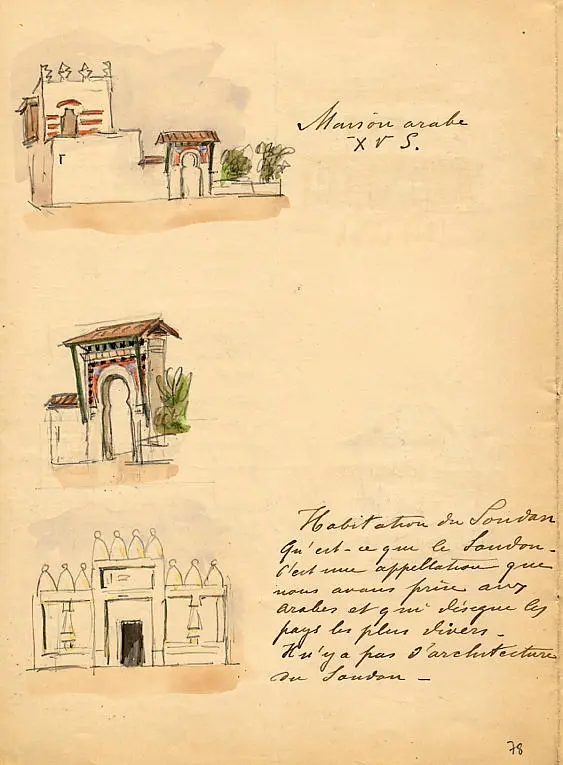 Maison arabe
XV S.
Habitation du Soudan
Qu'est-ce que le Soudan.
C'est une appellation que
nous avons prise aux
arabes et qui désigne les
pays les plus divers.
Il n'y a pas d'architecture
du Soudan -
78